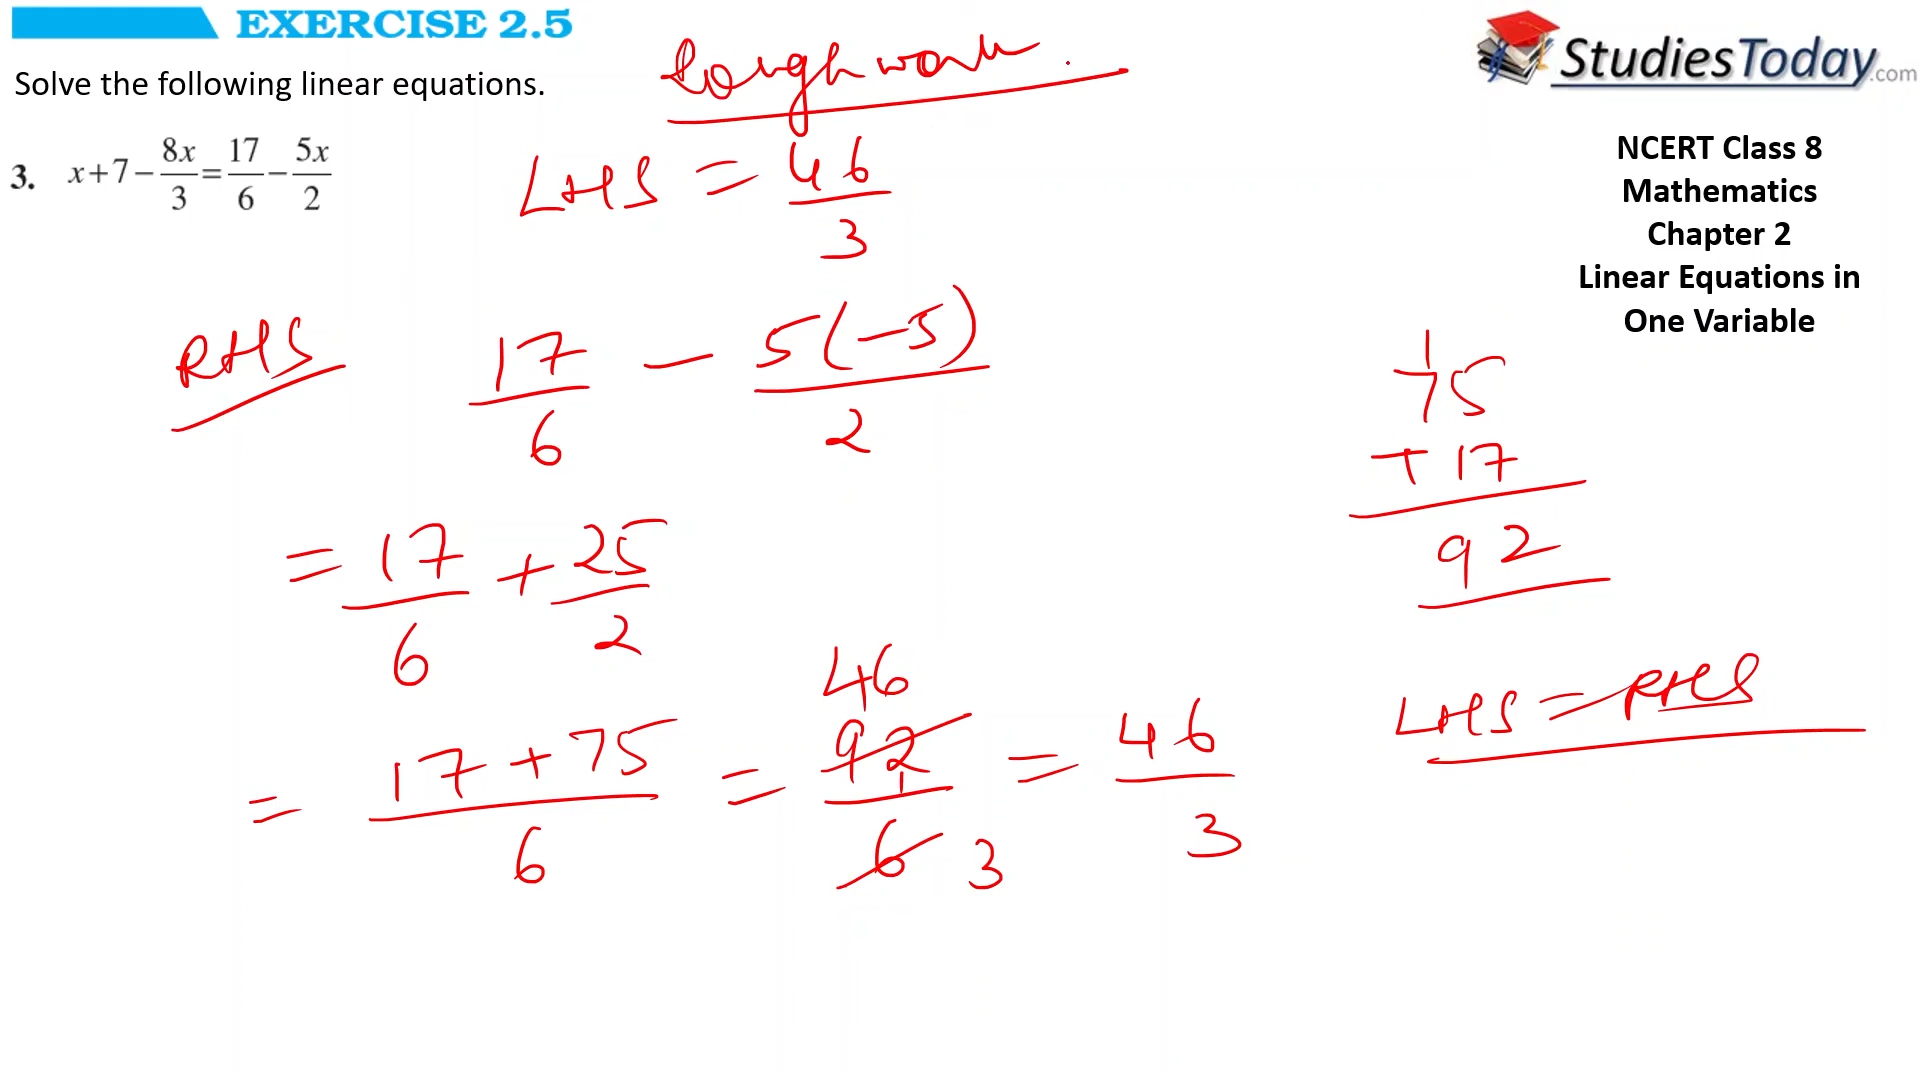 EXERCISE 2.5
StudiesToday.com
Solve the following linear equations.
rough work.
3. x+7−8x/3=17/6−5x/2
LHS = 46/3
NCERT Class 8
Mathematics
Chapter 2
Linear Equations in
One Variable
RHS 17/6 − 5(−5)/2
1
75
+ 17
92
= 17/6 + 25/2
LHS = RHS
= 17 + 75/6 = 92/6 = 46/3
46
3